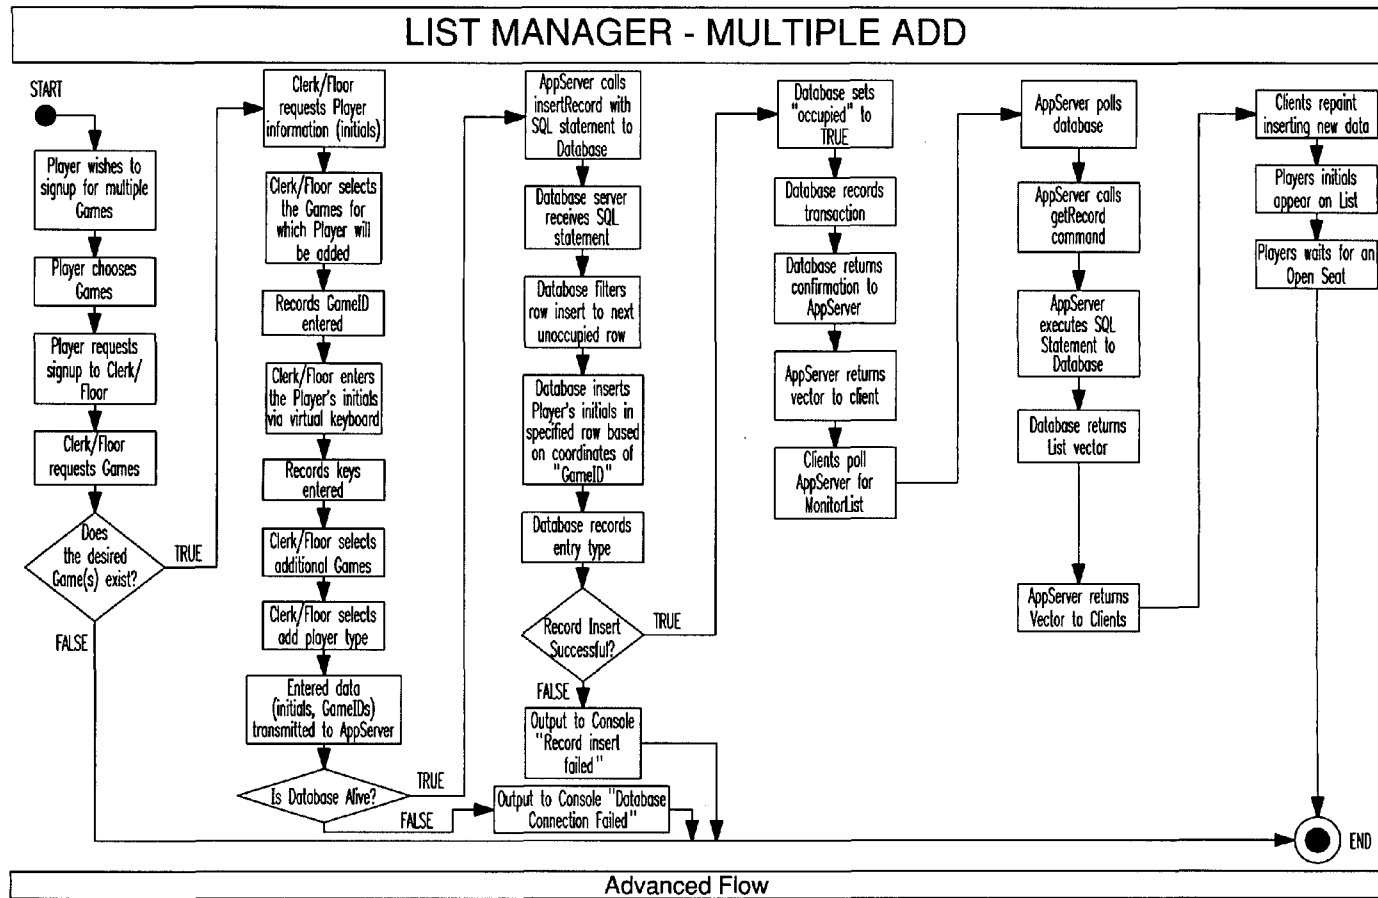 LIST MANAGER - MULTIPLE ADD
START
Player wishes to
signup for multiple
Games
Player chooses
Games
Player requests
signup to Clerk/
Floor
Clerk/Floor
requests Games
Does
the desired
Game(s) exist?
TRUE
FALSE
Clerk/Floor
requests Player
information (initials)
Clerk/Floor selects
the Games for
which Player will
be added
Records GameID
entered
Clerk/Floor enters
the Player's initials
via virtual keyboard
Records keys
entered
Clerk/Floor selects
additional Games
Clerk/Floor selects
add player type
Entered data
(initials, GameIDs)
transmitted to AppServer
Is Database Alive?
TRUE
FALSE
AppServer calls
insertRecord with
SQL statement to
Database
Database server
receives SQL
statement
Database filters
row insert to next
unoccupied row
Database inserts
Player's initials in
specified row based
on coordinates of
"GameID"
Database records
entry type
Record Insert
Successful?
TRUE
FALSE
Output to Console
"Record insert
failed"
Output to Console "Database
Connection Failed"
Database sets
"occupied" to
TRUE
Database records
transaction
Database returns
confirmation to
AppServer
AppServer returns
vector to client
Clients poll
AppServer for
MonitorList
AppServer polls
database
AppServer calls
getRecord
command
AppServer
executes SQL
Statement to
Database
Database returns
List vector
AppServer returns
Vector to Clients
Clients repaint
inserting new data
Players initials
appear on List
Players waits for an
Open Seat
END
Advanced Flow